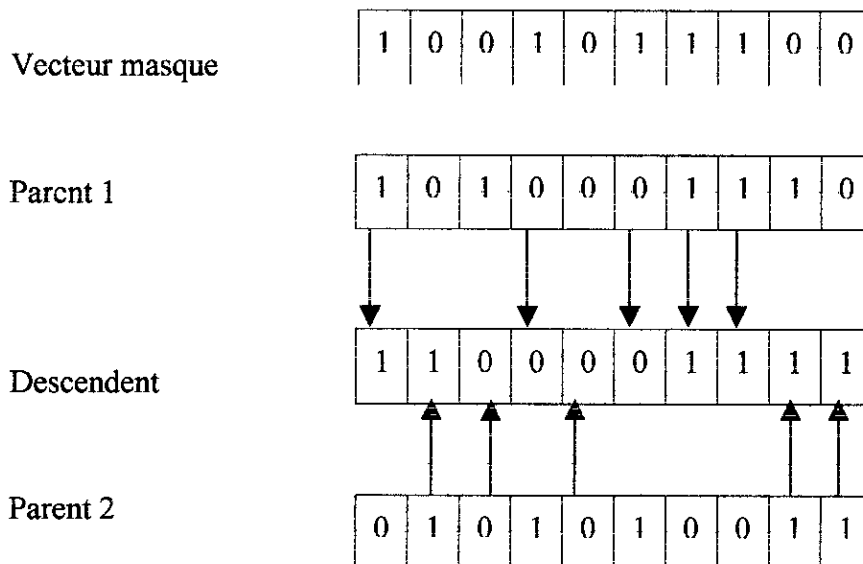 Vecteur masque 1 0 0 1 0 1 1 1 0 0
Parent 1 1 0 1 0 0 0 1 1 1 0
Descendent 1 1 0 0 0 0 1 1 1 1
Parent 2 0 1 0 1 0 1 0 0 1 1